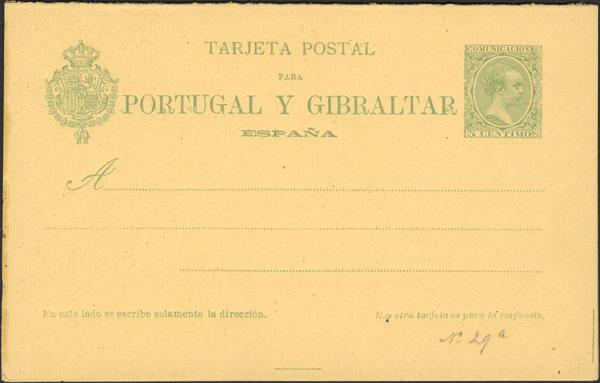 TARJETA POSTAL
PARA
PORTUGAL Y GIBRALTAR
ESPAÑA
COMUNICACIONES
5 CENTIMOS
A
En este lado se escribe solamente la dirección.
(La otra tarjeta es para la respuesta.
Nº 29ª